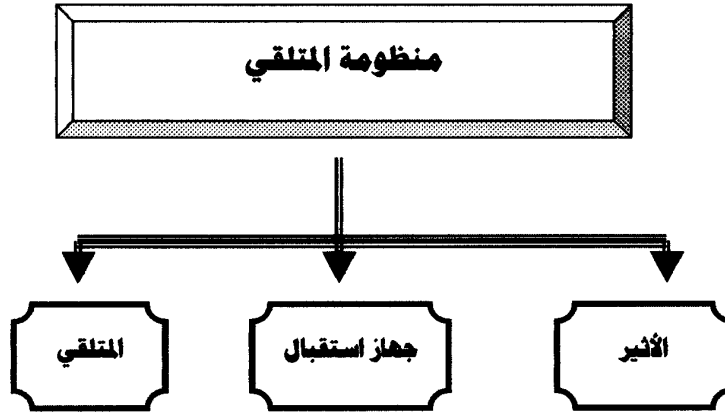 منظومة المتلقي
الأثير
جهاز استقبال
المتلقي